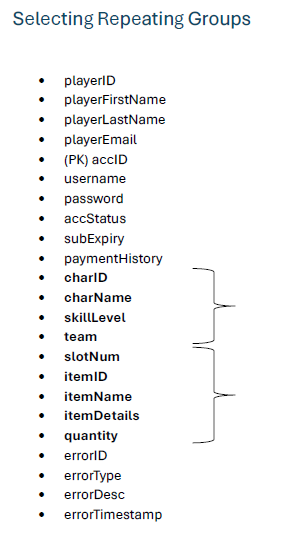 Selecting Repeating Groups
• playerID
• playerFirstName
• playerLastName
• playerEmail
• (PK) accID
• username
• password
• accStatus
• subExpiry
• paymentHistory
• charID
• charName
• skillLevel
• team
• slotNum
• itemID
• itemName
• itemDetails
• quantity
• errorID
• errorType
• errorDesc
• errorTimestamp